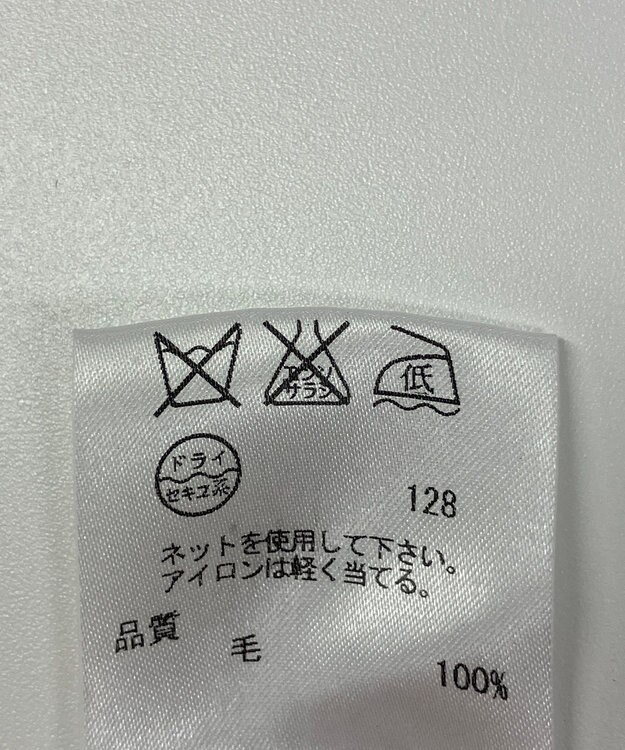 エンソ
サラシ
低
ドライ
セキユ系
128
ネットを使用して下さい。
アイロンは軽く当てる。
品質 毛 100%